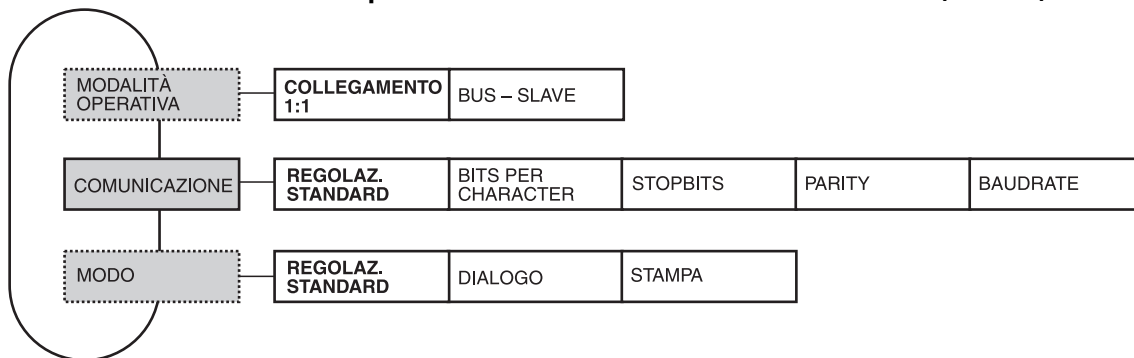 MODALITÀ
OPERATIVA
COLLEGAMENTO
1:1
BUS – SLAVE
COMUNICAZIONE
REGOLAZ.
STANDARD
BITS PER
CHARACTER
STOPBITS
PARITY
BAUDRATE
MODO
REGOLAZ.
STANDARD
DIALOGO
STAMPA